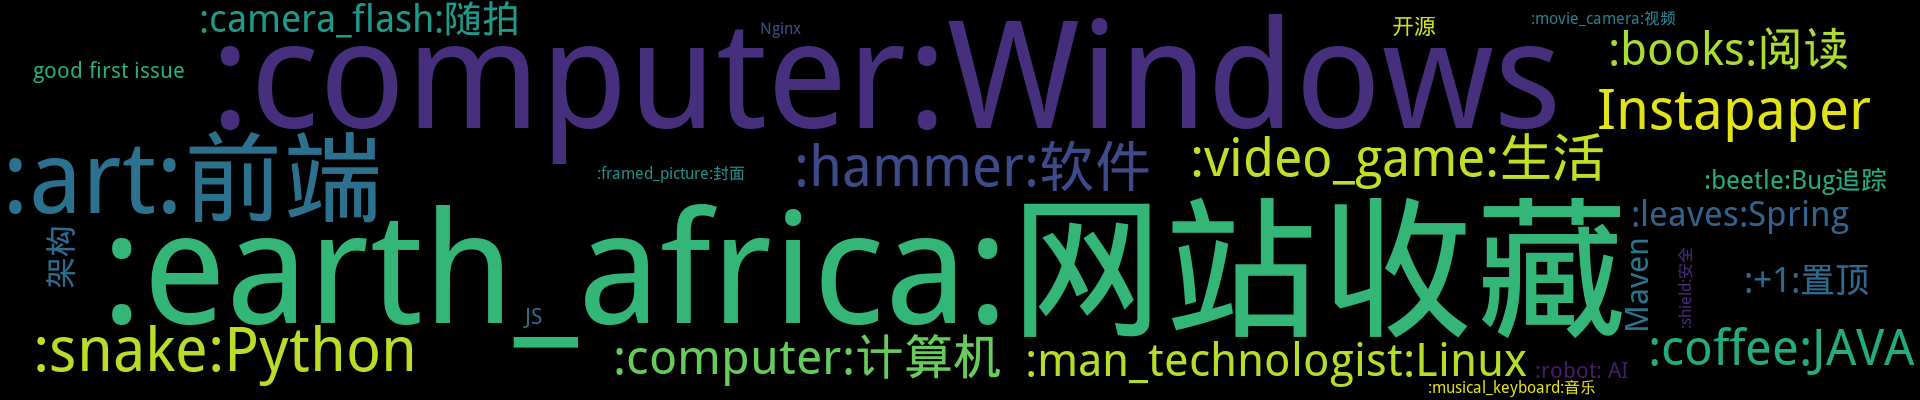 :camera_flash:随拍
Nginx
开源
:movie_camera:视频
good first issue
:computer:Windows
:books:阅读
Instapaper
:art:前端
:framed_picture:封面
:hammer:软件
:video_game:生活
:beetle:Bug追踪
:leaves:Spring
架构
:earth_africa:网站收藏
Maven
:shield:安全
:+1:置顶
JS
:snake:Python
:computer:计算机
:man_technologist:Linux
:robot: AI
:coffee:JAVA
:musical_keyboard:音乐